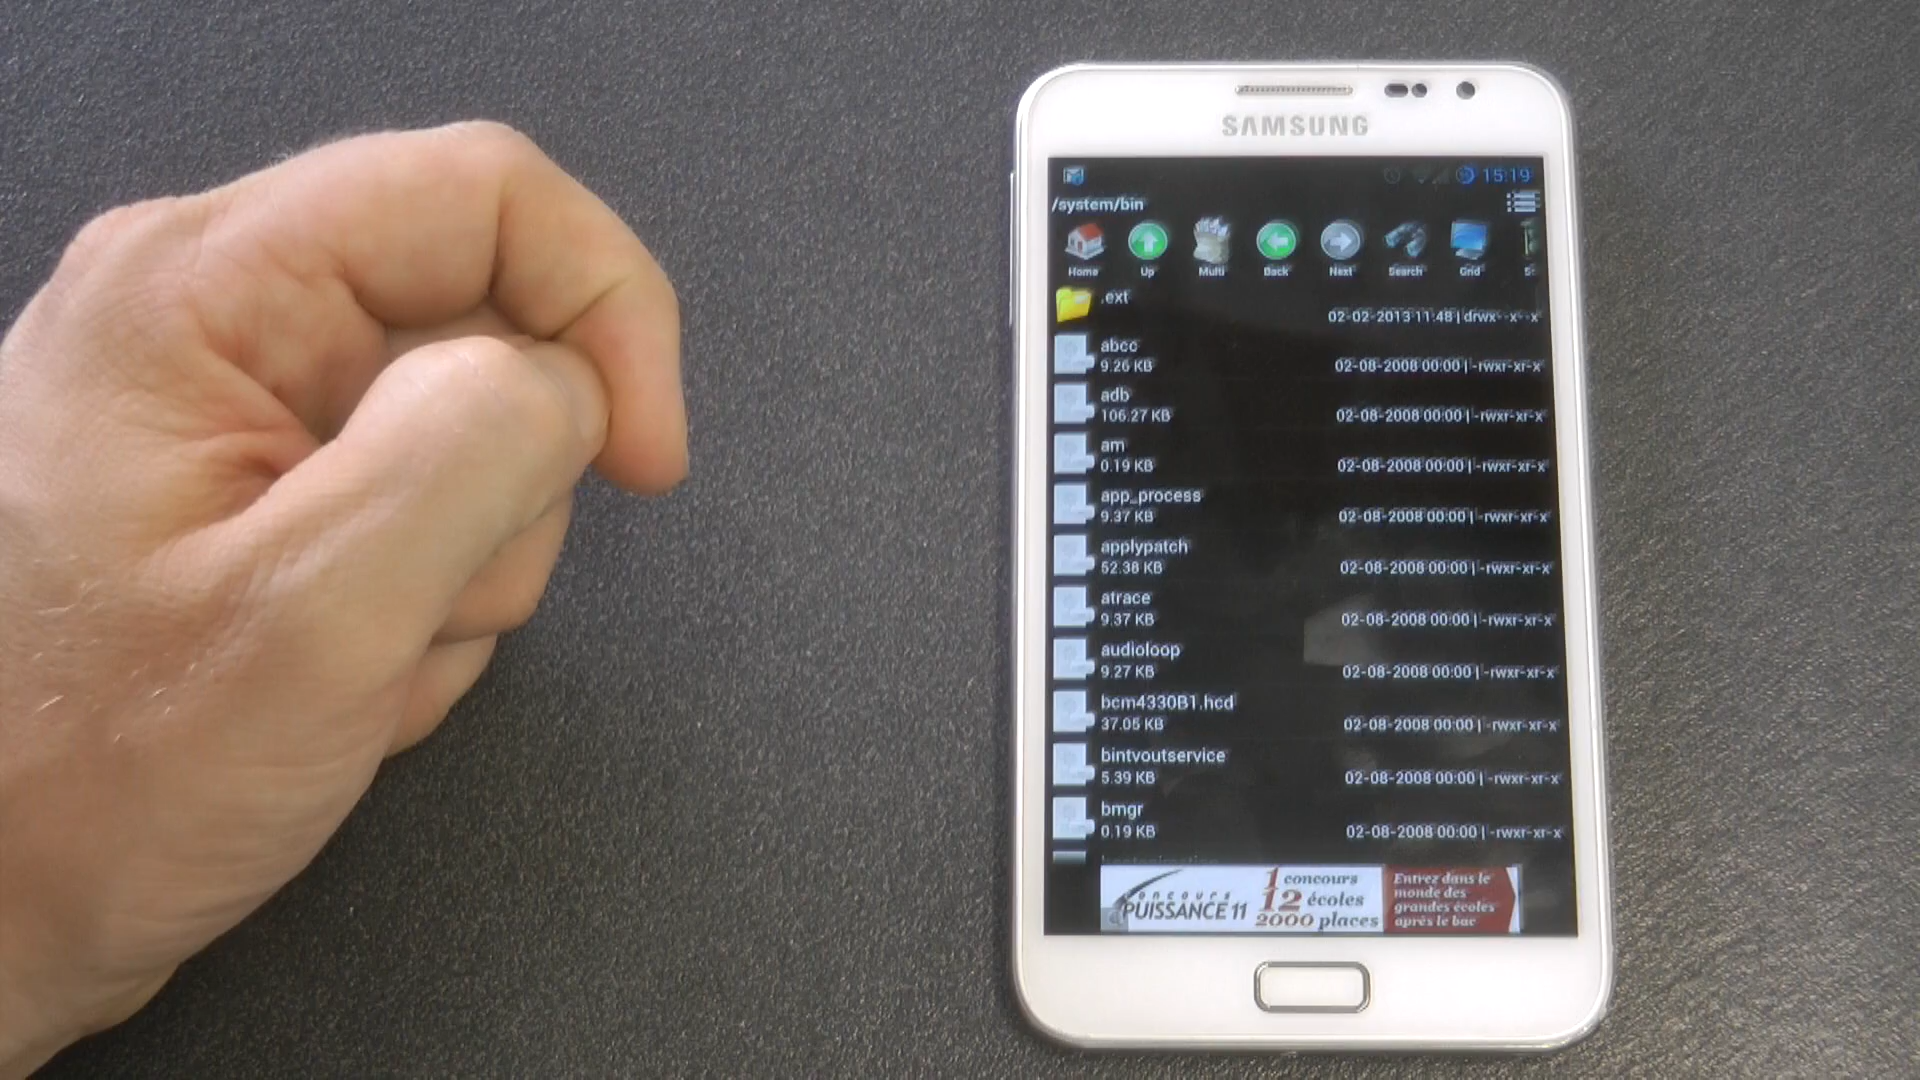 SAMSUNG
15:19
/system/bin
Home Up Multi Back Next Search Grid
.ext
02-02-2013 11:48 | drwx--x--x
abcc
9.26 KB 02-08-2008 00:00 | -rwxr-xr-x
adb
106.27 KB 02-08-2008 00:00 | -rwxr-xr-x
am
0.19 KB 02-08-2008 00:00 | -rwxr-xr-x
app_process
9.37 KB 02-08-2008 00:00 | -rwxr-xr-x
applypatch
52.38 KB 02-08-2008 00:00 | -rwxr-xr-x
atrace
9.37 KB 02-08-2008 00:00 | -rwxr-xr-x
audioloop
9.27 KB 02-08-2008 00:00 | -rwxr-xr-x
bcm4330B1.hcd
37.05 KB 02-08-2008 00:00 | -rwxr-xr-x
bintvoutservice
5.39 KB 02-08-2008 00:00 | -rwxr-xr-x
bmgr
0.19 KB 02-08-2008 00:00 | -rwxr-xr-x
concours
PUISSANCE 11
1 concours
12 écoles
2000 places
Entrez dans le
monde des
grandes écoles
après le bac